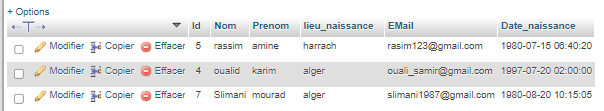 + Options
Id Nom Prenom lieu_naissance EMail Date_naissance
Modifier Copier Effacer 5 rassim amine harrach rasim123@gmail.com 1980-07-15 06:40:20
Modifier Copier Effacer 4 oualid karim alger ouali_samir@gmail.com 1997-07-20 02:00:00
Modifier Copier Effacer 7 Slimani mourad alger slimani1987@gmail.com 1980-08-20 10:15:05